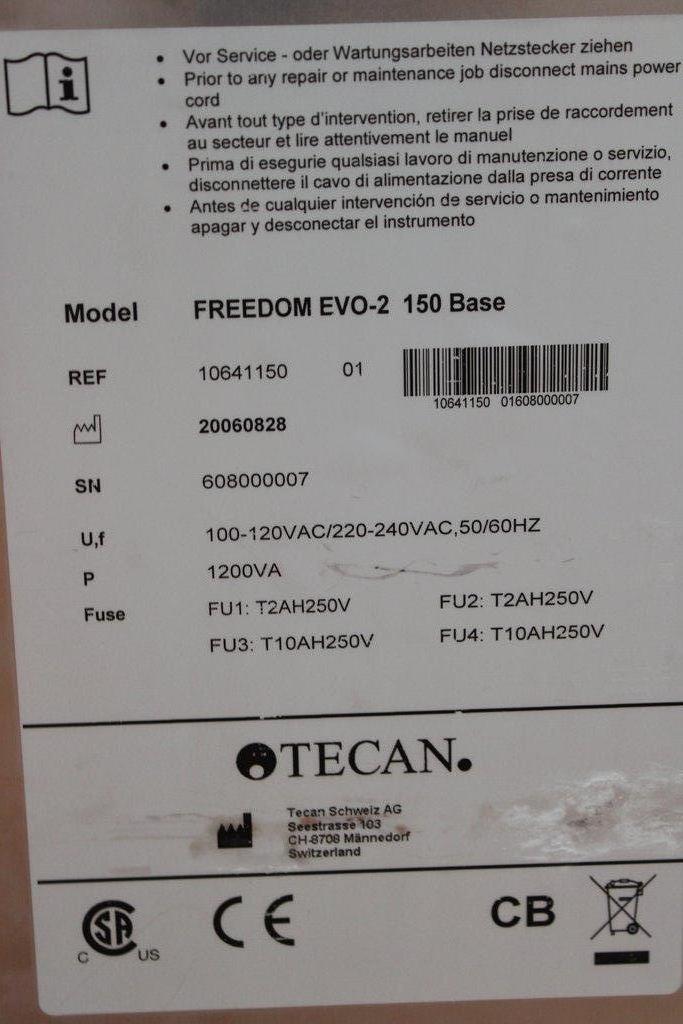 • Vor Service - oder Wartungsarbeiten Netzstecker ziehen
• Prior to any repair or maintenance job disconnect mains power
cord
• Avant tout type d'intervention, retirer la prise de raccordement
au secteur et lire attentivement le manuel
• Prima di esegurie qualsiasi lavoro di manutenzione o servizio,
disconnettere il cavo di alimentazione dalla presa di corrente
• Antes de cualquier intervención de servicio o mantenimiento
apagar y desconectar el instrumento
Model FREEDOM EVO-2 150 Base
REF 10641150 01
10641150 01608000007
20060828
SN 608000007
U,f 100-120VAC/220-240VAC,50/60HZ
P 1200VA
Fuse FU1: T2AH250V FU2: T2AH250V
FU3: T10AH250V FU4: T10AH250V
TECAN.
Tecan Schweiz AG
Seestrasse 103
CH-8708 Männedorf
Switzerland
C SA US CE CB